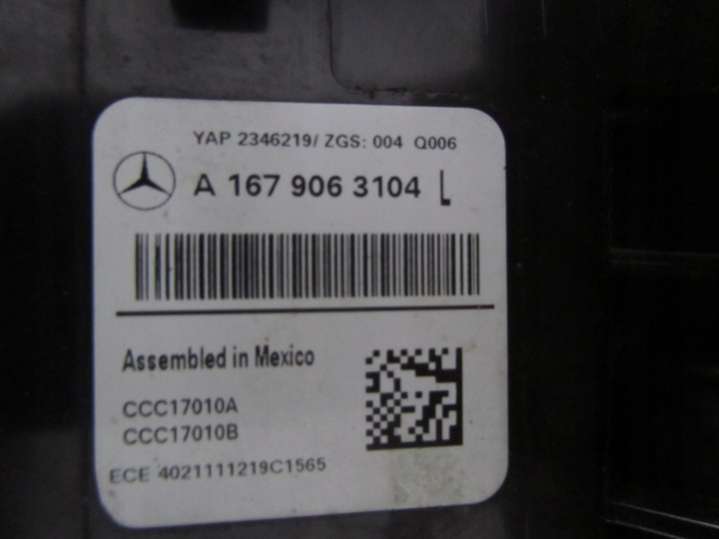 YAP 2346219/ ZGS: 004 Q006
A 167 906 3104 L
Assembled in Mexico
CCC17010A
CCC17010B
ECE 4021111219C1565